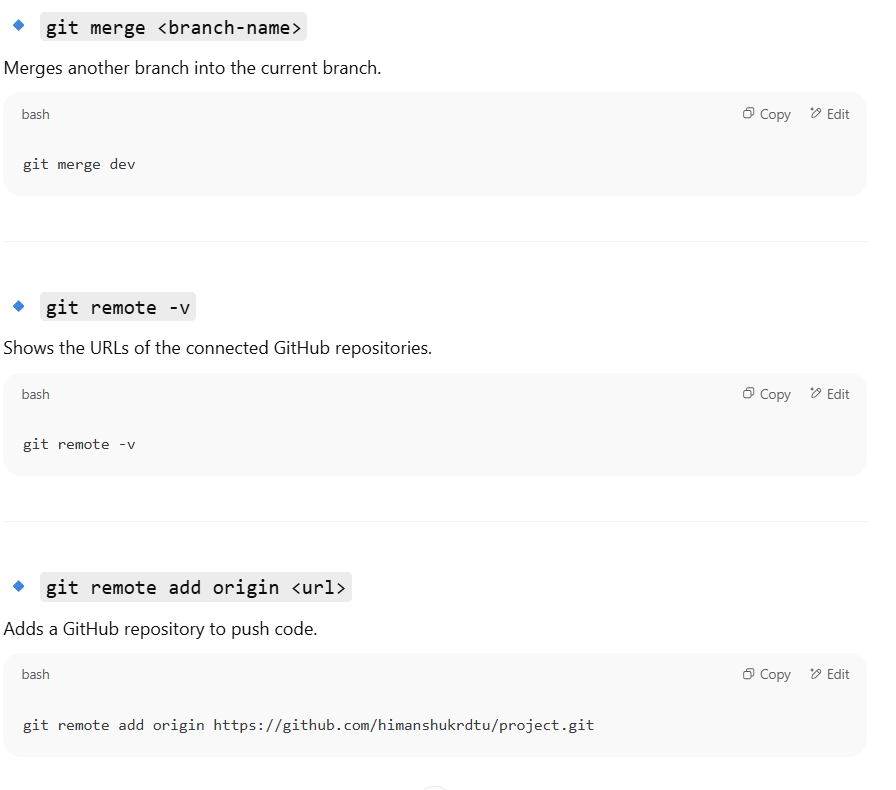 git merge <branch-name>
Merges another branch into the current branch.
bash
Copy
Edit
git merge dev
git remote -v
Shows the URLs of the connected GitHub repositories.
bash
Copy
Edit
git remote -v
git remote add origin <url>
Adds a GitHub repository to push code.
bash
Copy
Edit
git remote add origin https://github.com/himanshukrdtu/project.git